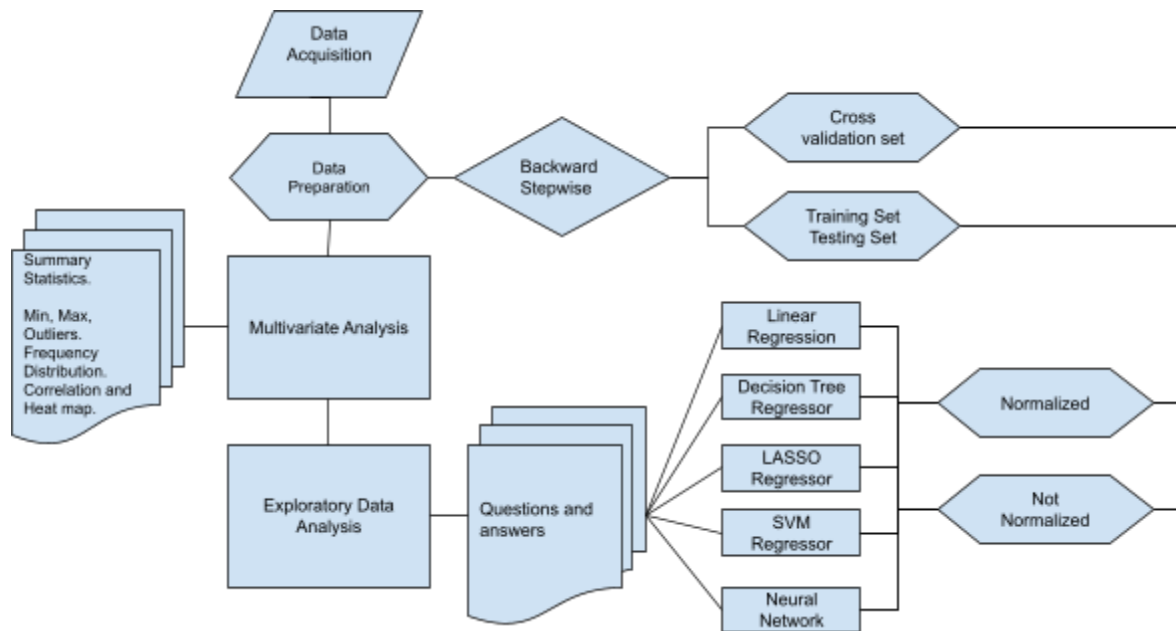 Data
Acquisition
Data
Preparation
Backward
Stepwise
Cross
validation set
Training Set
Testing Set
Summary
Statistics.
Min, Max,
Outliers.
Frequency
Distribution.
Correlation and
Heat map.
Multivariate Analysis
Exploratory Data
Analysis
Questions and
answers
Linear
Regression
Decision Tree
Regressor
LASSO
Regressor
SVM
Regressor
Neural
Network
Normalized
Not
Normalized